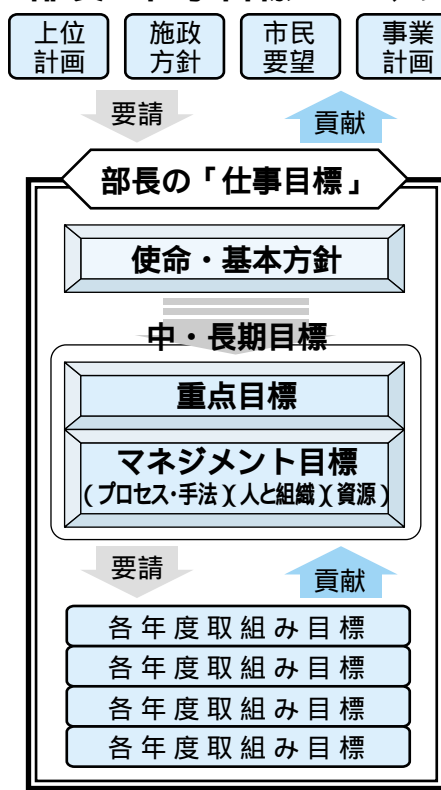 上位 施政 市民 事業
計画 方針 要望 計画
要請 貢献
部長の「仕事目標」
使命・基本方針
中・長期目標
重点目標
マネジメント目標
(プロセス・手法)(人と組織)(資源)
要請 貢献
各年度取組み目標
各年度取組み目標
各年度取組み目標
各年度取組み目標